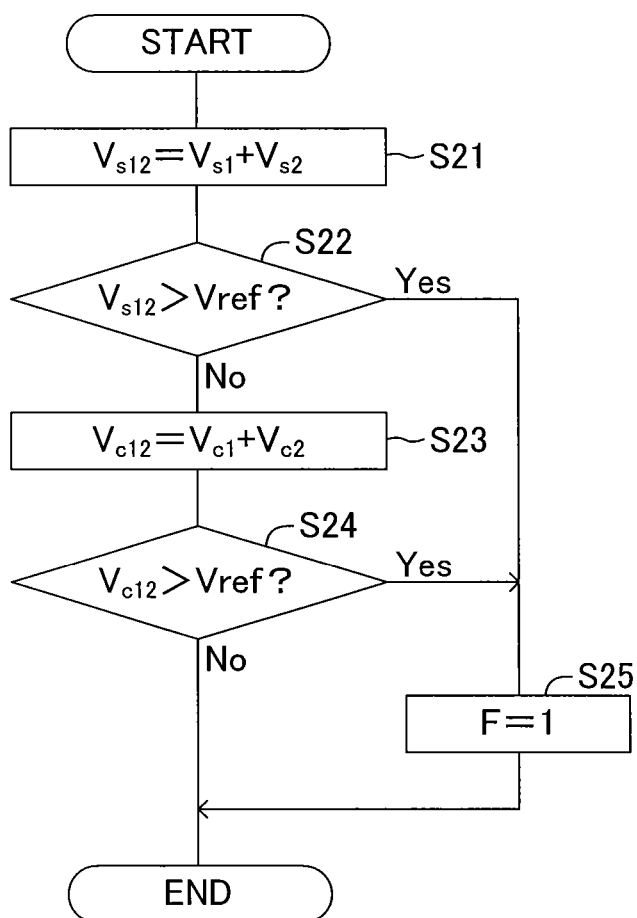 START
Vs12＝Vs1+Vs2
S21
S22
Vs12＞Vref？
Yes
No
Vc12＝Vc1+Vc2
S23
S24
Vc12＞Vref？
Yes
No
S25
F＝1
END